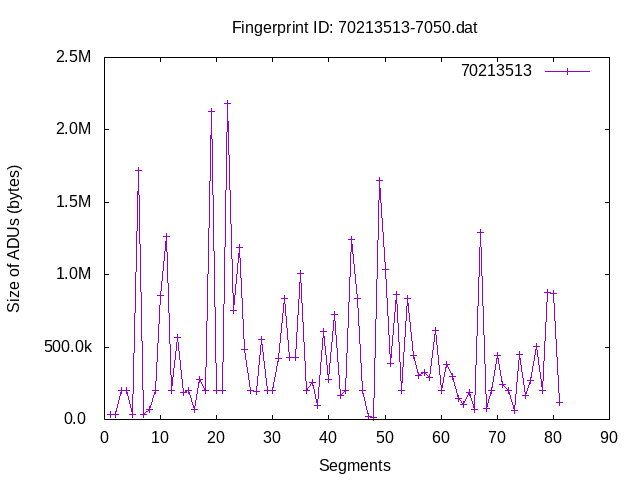 Fingerprint ID: 70213513-7050.dat
70213513
Size of ADUs (bytes)
2.5M
2.0M
1.5M
1.0M
500.0k
0.0
0 10 20 30 40 50 60 70 80 90
Segments